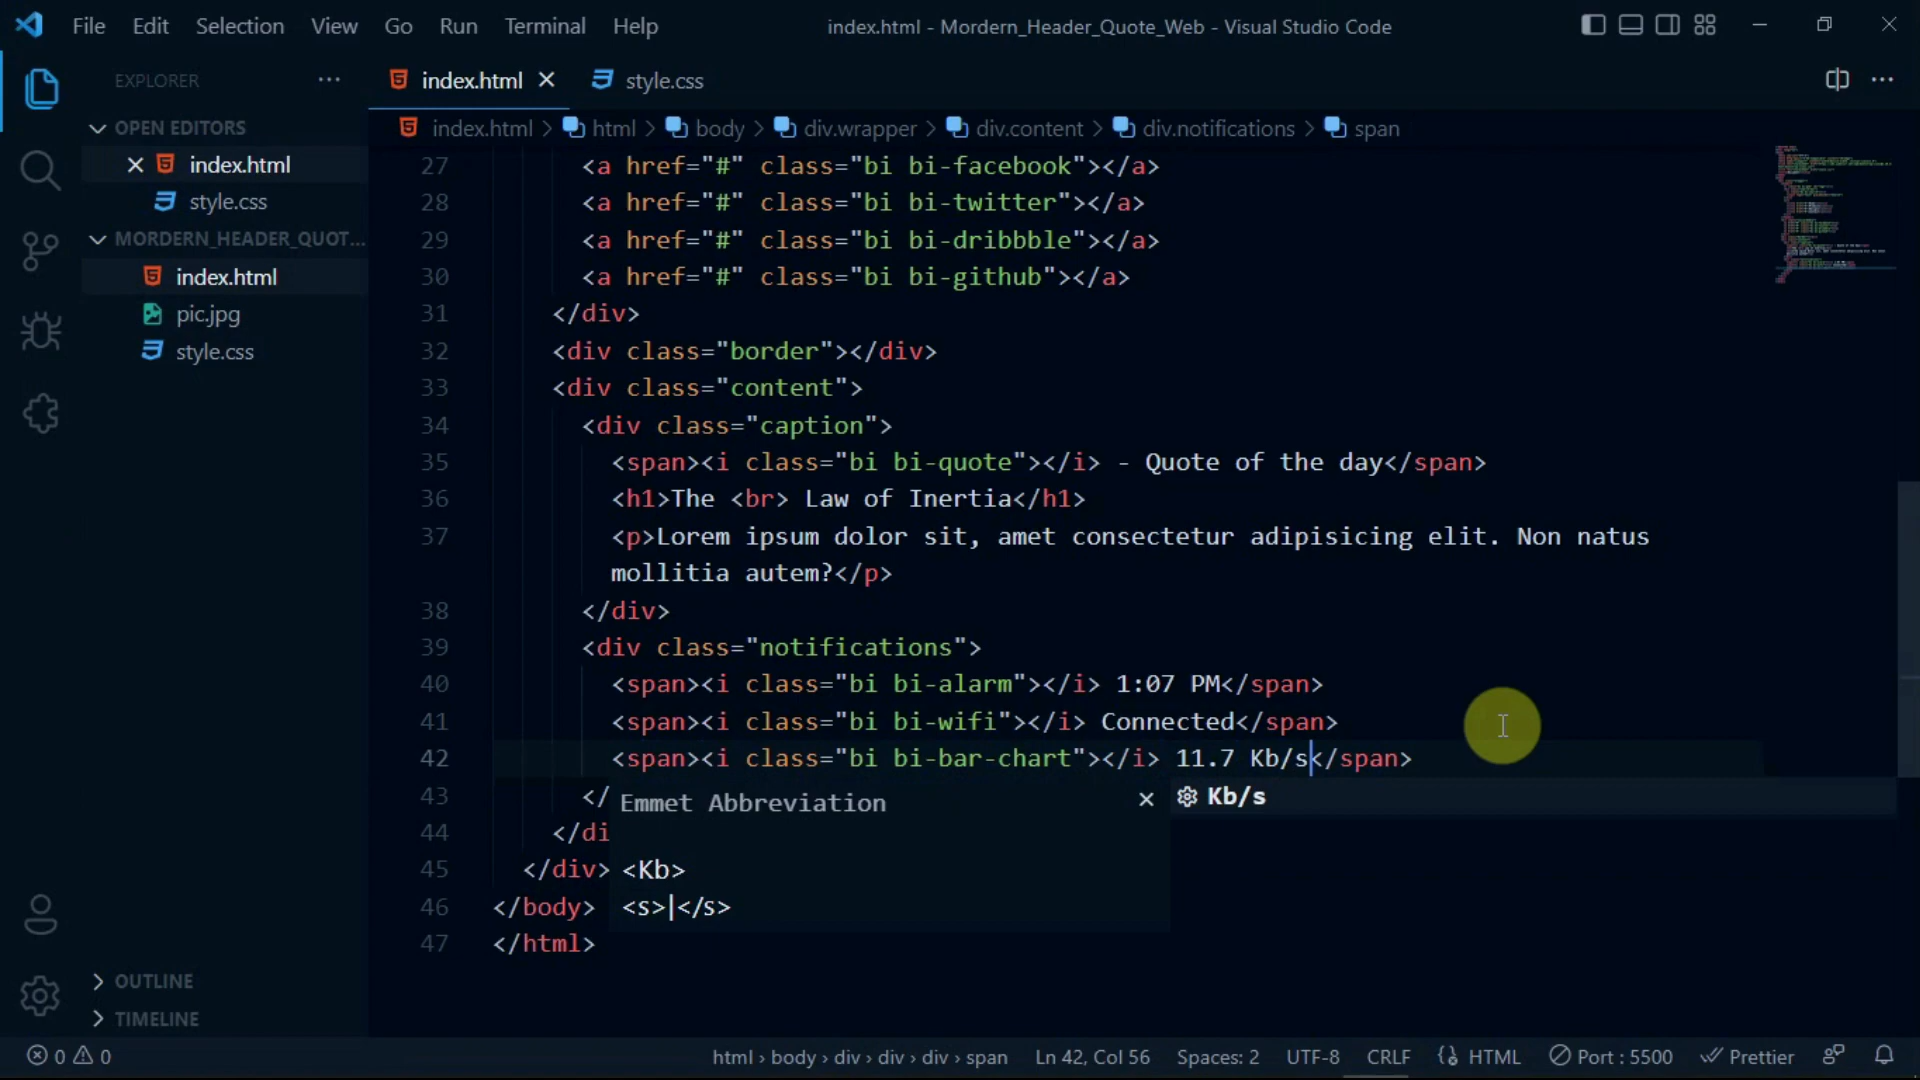 File Edit Selection View Go Run Terminal Help index.html - Mordern_Header_Quote_Web - Visual Studio Code
EXPLORER ···
index.html
style.css
OPEN EDITORS
index.html
style.css
MORDERN_HEADER_QUOT...
index.html
pic.jpg
style.css
OUTLINE
TIMELINE
index.html > html > body > div.wrapper > div.content > div.notifications > span
27 <a href="#" class="bi bi-facebook"></a>
28 <a href="#" class="bi bi-twitter"></a>
29 <a href="#" class="bi bi-dribbble"></a>
30 <a href="#" class="bi bi-github"></a>
31 </div>
32 <div class="border"></div>
33 <div class="content">
34 <div class="caption">
35 <span><i class="bi bi-quote"></i> - Quote of the day</span>
36 <h1>The <br> Law of Inertia</h1>
37 <p>Lorem ipsum dolor sit, amet consectetur adipisicing elit. Non natus
mollitia autem?</p>
38 </div>
39 <div class="notifications">
40 <span><i class="bi bi-alarm"></i> 1:07 PM</span>
41 <span><i class="bi bi-wifi"></i> Connected</span>
42 <span><i class="bi bi-bar-chart"></i> 11.7 Kb/s</span>
43 </
Emmet Abbreviation
Kb/s
44 </di
45 </div>
<Kb>
46 </body>
<s>|</s>
47 </html>
0 0 html › body › div › div › div › span Ln 42, Col 56 Spaces: 2 UTF-8 CRLF HTML Port : 5500 Prettier